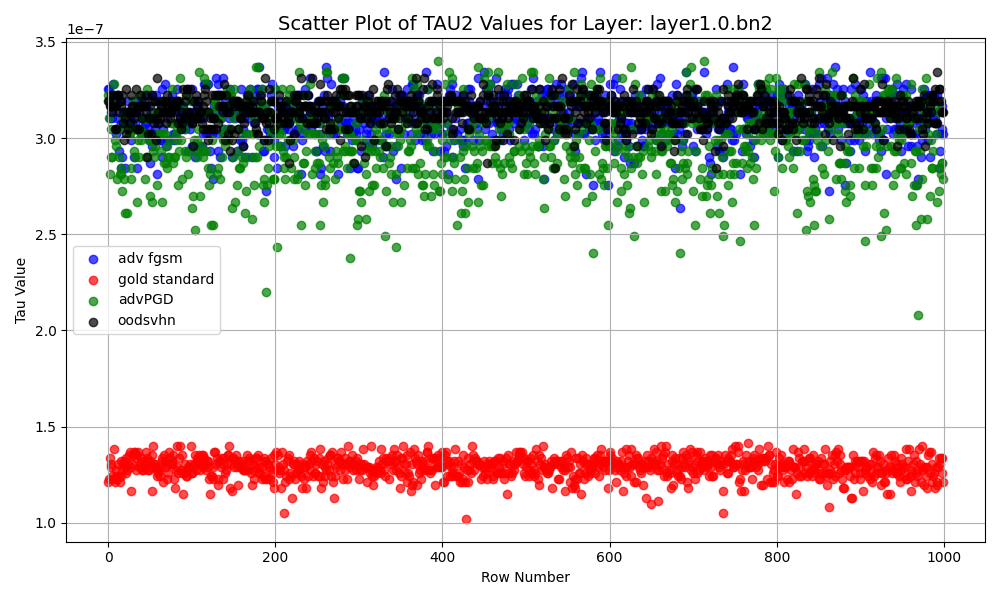 Scatter Plot of TAU2 Values for Layer: layer1.0.bn2
1e−7
3.5
3.0
2.5
2.0
1.5
1.0
Tau Value
adv fgsm
gold standard
advPGD
oodsvhn
0 200 400 600 800 1000
Row Number